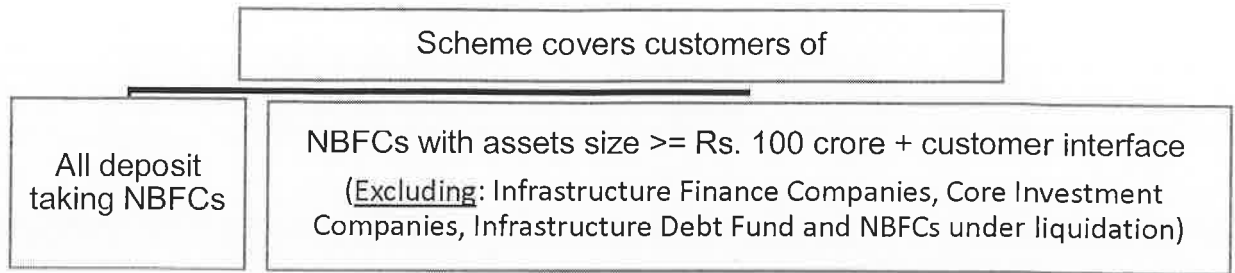 Scheme covers customers of
All deposit
taking NBFCs
NBFCs with assets size >= Rs. 100 crore + customer interface
(Excluding: Infrastructure Finance Companies, Core Investment
Companies, Infrastructure Debt Fund and NBFCs under liquidation)